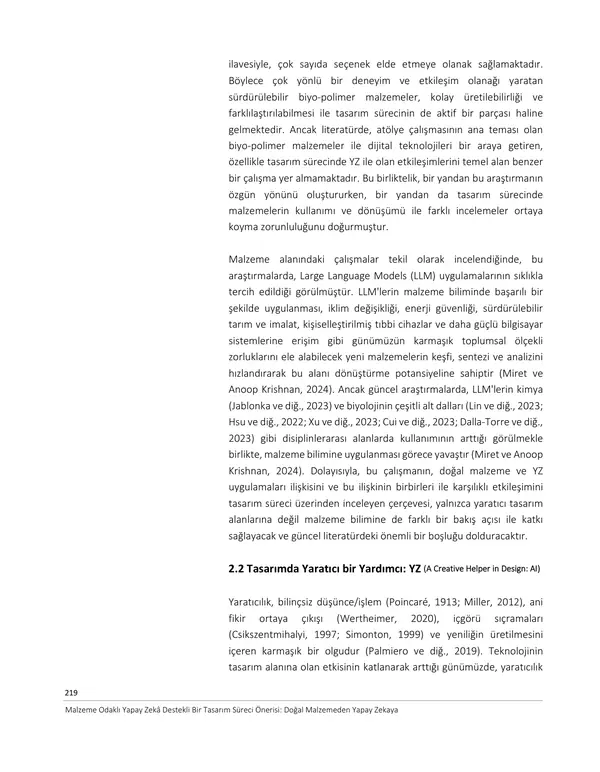 ilavesiyle, çok sayıda seçenek elde etmeye olanak sağlamaktadır.
Böylece çok yönlü bir deneyim ve etkileşim olanağı yaratan
sürdürülebilir biyo-polimer malzemeler, kolay üretilebilirliği ve
farklılaştırılabilmesi ile tasarım sürecinin de aktif bir parçası haline
gelmektedir. Ancak literatürde, atölye çalışmasının ana teması olan
biyo-polimer malzemeler ile dijital teknolojileri bir araya getiren,
özellikle tasarım sürecinde YZ ile olan etkileşimlerini temel alan benzer
bir çalışma yer almamaktadır. Bu birliktelik, bir yandan bu araştırmanın
özgün yönünü oluştururken, bir yandan da tasarım sürecinde
malzemelerin kullanımı ve dönüşümü ile farklı incelemeler ortaya
koyma zorunluluğunu doğurmuştur.
Malzeme alanındaki çalışmalar tekil olarak incelendiğinde, bu
araştırmalarda, Large Language Models (LLM) uygulamalarının sıklıkla
tercih edildiği görülmüştür. LLM'lerin malzeme biliminde başarılı bir
şekilde uygulanması, iklim değişikliği, enerji güvenliği, sürdürülebilir
tarım ve imalat, kişiselleştirilmiş tıbbi cihazlar ve daha güçlü bilgisayar
sistemlerine erişim gibi günümüzün karmaşık toplumsal ölçekli
zorluklarını ele alabilecek yeni malzemelerin keşfi, sentezi ve analizini
hızlandırarak bu alanı dönüştürme potansiyeline sahiptir (Miret ve
Anoop Krishnan, 2024). Ancak güncel araştırmalarda, LLM'lerin kimya
(Jablonka ve diğ., 2023) ve biyolojinin çeşitli alt dalları (Lin ve diğ., 2023;
Hsu ve diğ., 2022; Xu ve diğ., 2023; Cui ve diğ., 2023; Dalla-Torre ve diğ.,
2023) gibi disiplinlerarası alanlarda kullanımının arttığı görülmekle
birlikte, malzeme bilimine uygulanması görece yavaştır (Miret ve Anoop
Krishnan, 2024). Dolayısıyla, bu çalışmanın, doğal malzeme ve YZ
uygulamaları ilişkisini ve bu ilişkinin birbirleri ile karşılıklı etkileşimini
tasarım süreci üzerinden inceleyen çerçevesi, yalnızca yaratıcı tasarım
alanlarına değil malzeme bilimine de farklı bir bakış açısı ile katkı
sağlayacak ve güncel literatürdeki önemli bir boşluğu dolduracaktır.
2.2 Tasarımda Yaratıcı bir Yardımcı: YZ (A Creative Helper in Design: AI)
Yaratıcılık, bilinçsiz düşünce/işlem (Poincaré, 1913; Miller, 2012), ani
fikir ortaya çıkışı (Wertheimer, 2020), içgörü sıçramaları
(Csikszentmihalyi, 1997; Simonton, 1999) ve yeniliğin üretilmesini
içeren karmaşık bir olgudur (Palmiero ve diğ., 2019). Teknolojinin
tasarım alanına olan etkisinin katlanarak arttığı günümüzde, yaratıcılık
219
Malzeme Odaklı Yapay Zekâ Destekli Bir Tasarım Süreci Önerisi: Doğal Malzemeden Yapay Zekaya